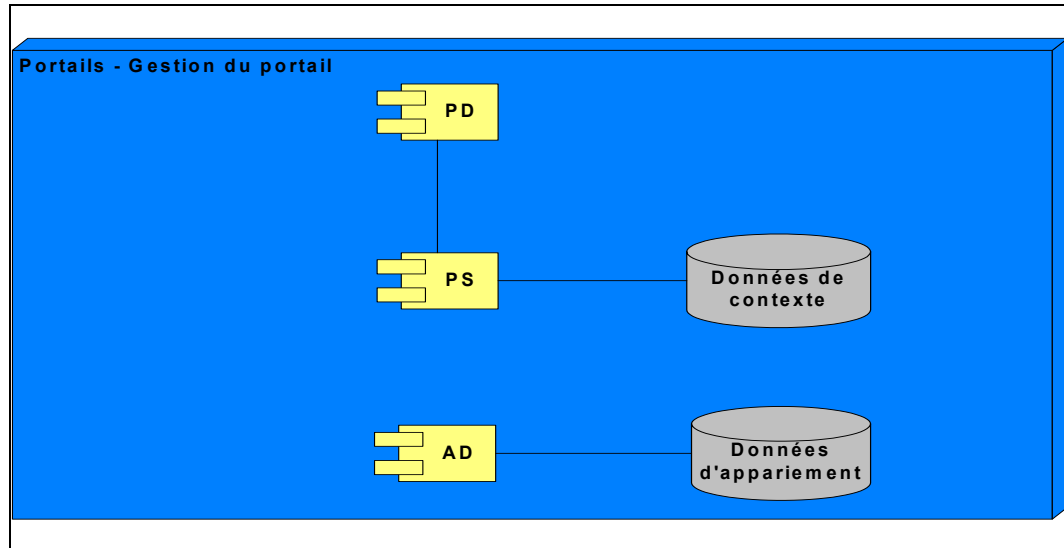 Portails - Gestion du portail
PD
PS
Données de
contexte
AD
Données
d'appariement